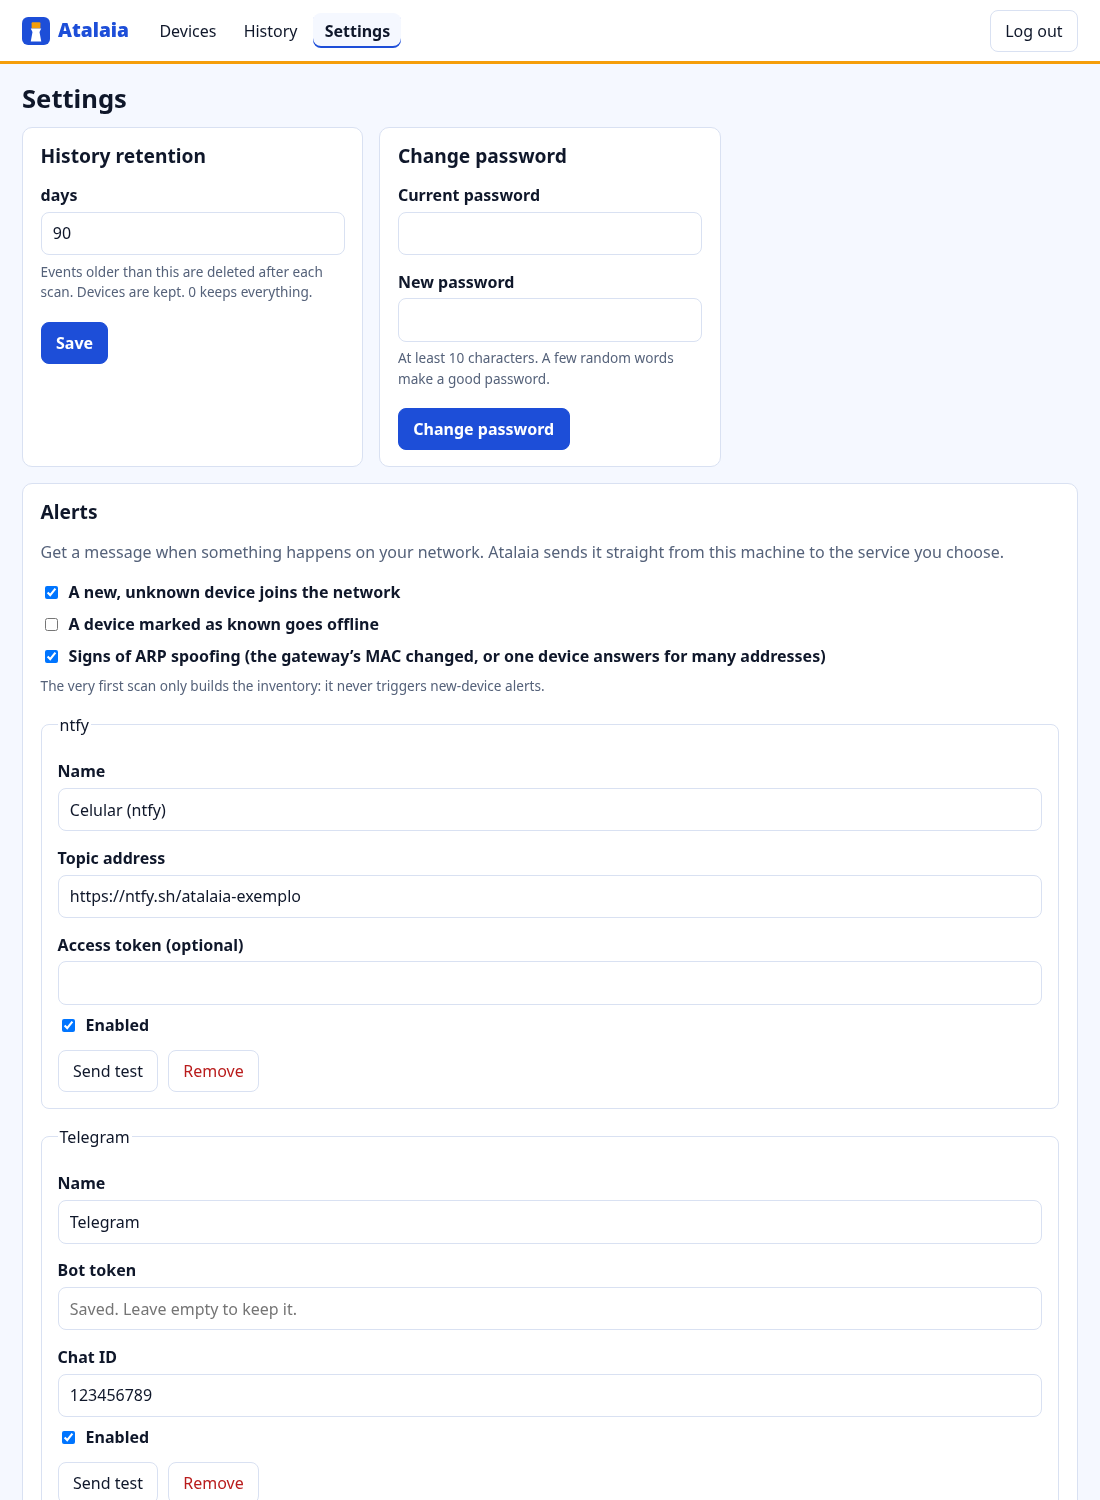 Atalaia
Devices
History
Settings
Log out
Settings
History retention
days
90
Events older than this are deleted after each
scan. Devices are kept. 0 keeps everything.
Save
Change password
Current password
New password
At least 10 characters. A few random words
make a good password.
Change password
Alerts
Get a message when something happens on your network. Atalaia sends it straight from this machine to the service you choose.
A new, unknown device joins the network
A device marked as known goes offline
Signs of ARP spoofing (the gateway’s MAC changed, or one device answers for many addresses)
The very first scan only builds the inventory: it never triggers new-device alerts.
ntfy
Name
Celular (ntfy)
Topic address
https://ntfy.sh/atalaia-exemplo
Access token (optional)
Enabled
Send test
Remove
Telegram
Name
Telegram
Bot token
Saved. Leave empty to keep it.
Chat ID
123456789
Enabled
Send test
Remove